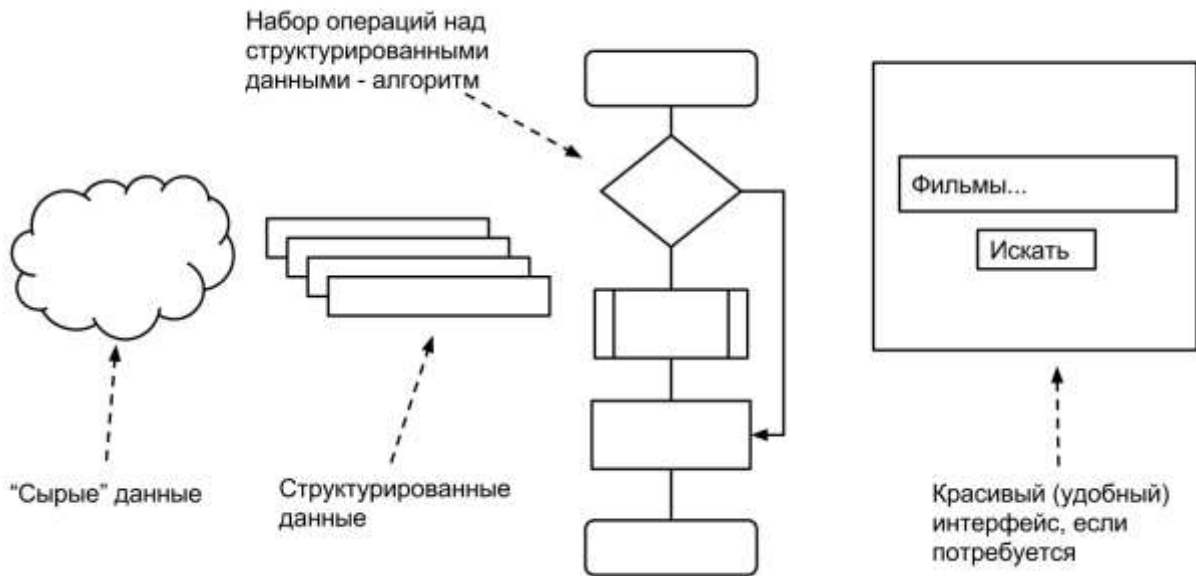 Набор операций над
структурированными
данными - алгоритм
Фильмы...
Искать
“Сырые” данные
Структурированные
данные
Красивый (удобный)
интерфейс, если
потребуется